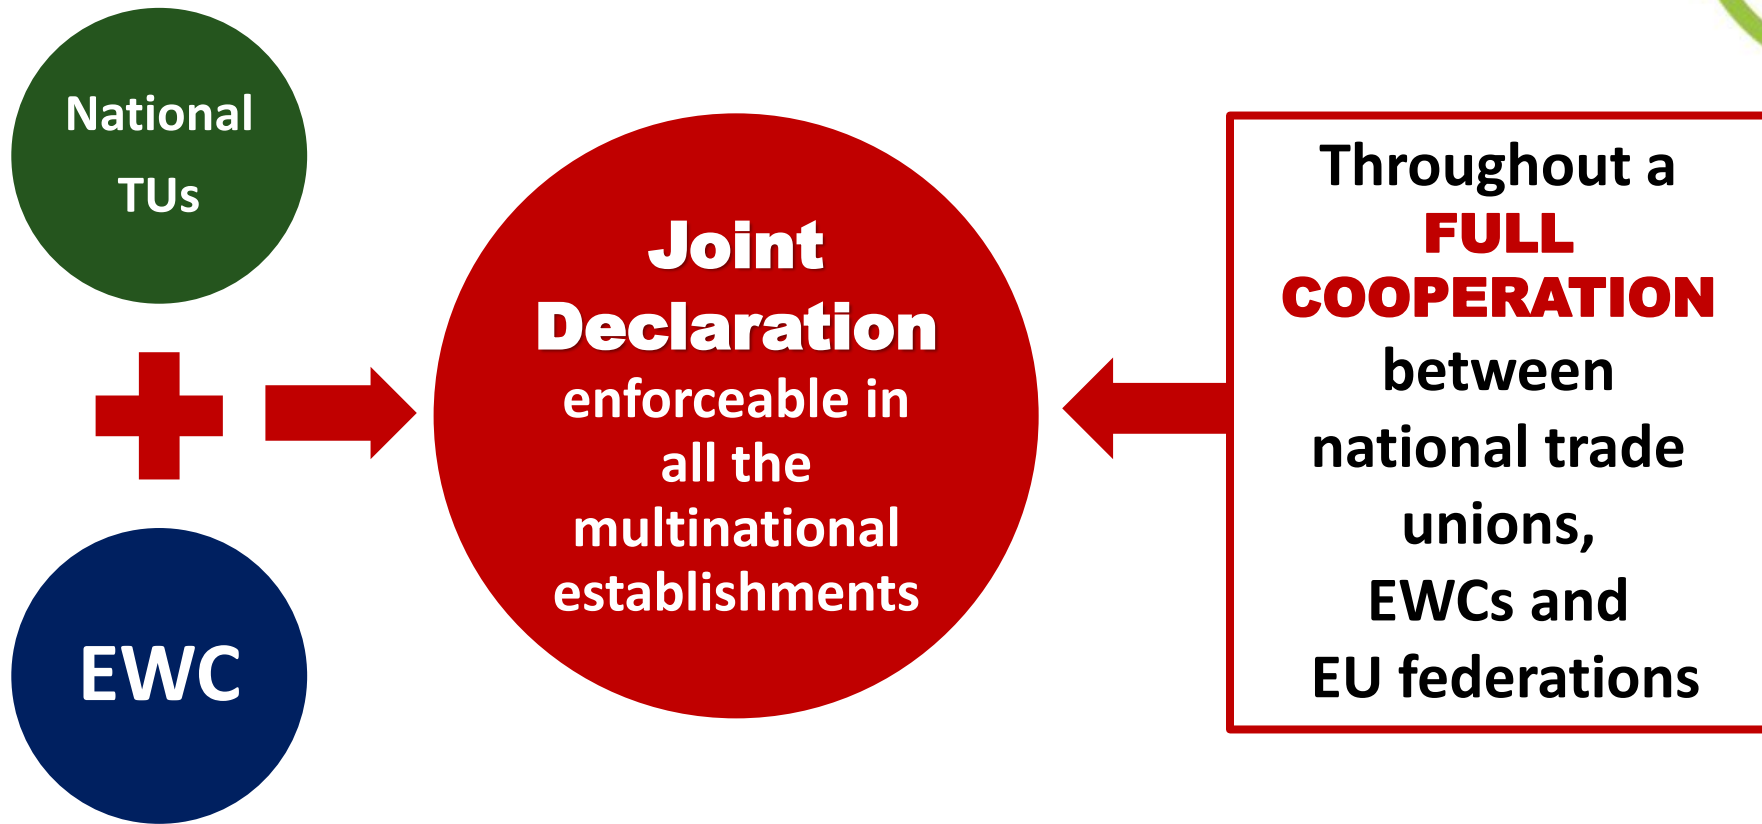 National
TUs
EWC
Joint
Declaration
enforceable in
all the
multinational
establishments
Throughout a
FULL
COOPERATION
between
national trade
unions,
EWCs and
EU federations